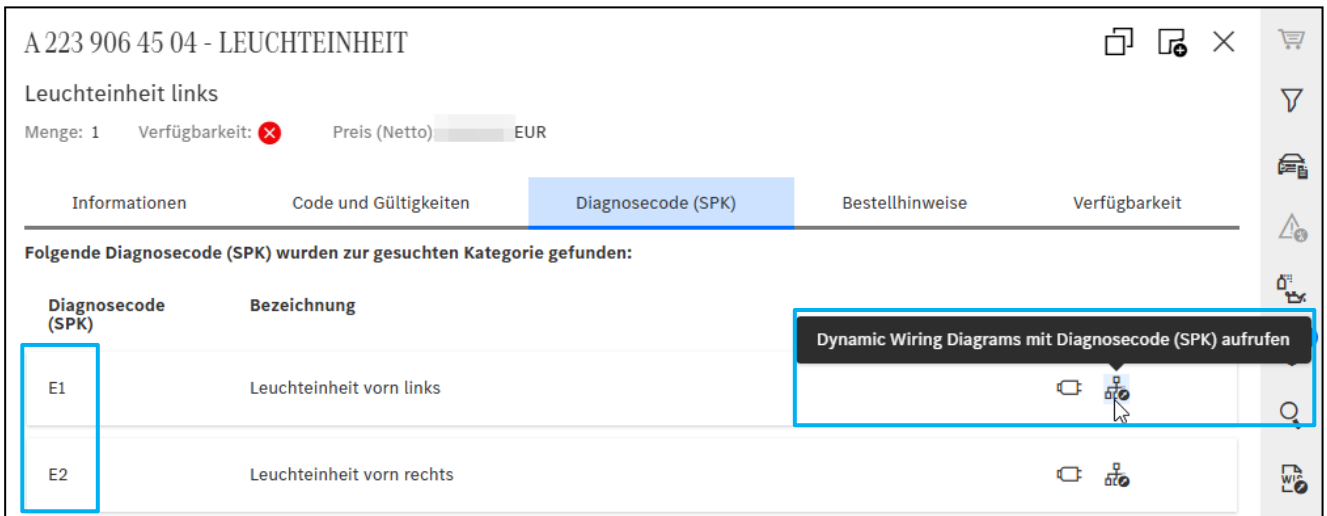 A 223 906 45 04 - LEUCHTEINHEIT
Leuchteinheit links
Menge: 1 Verfügbarkeit: Preis (Netto) EUR
Informationen Code und Gültigkeiten Diagnosecode (SPK) Bestellhinweise Verfügbarkeit
Folgende Diagnosecode (SPK) wurden zur gesuchten Kategorie gefunden:
Diagnosecode Bezeichnung
(SPK)
Dynamic Wiring Diagrams mit Diagnosecode (SPK) aufrufen
E1 Leuchteinheit vorn links
E2 Leuchteinheit vorn rechts
WIS